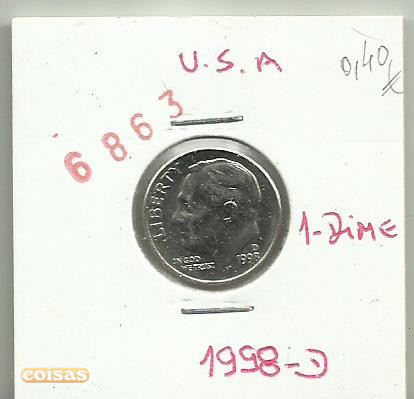 U.S.A
0,40
6863
LIBERTY
IN GOD
WE TRUST
D
1998
1-DiME
1998-D
coisas